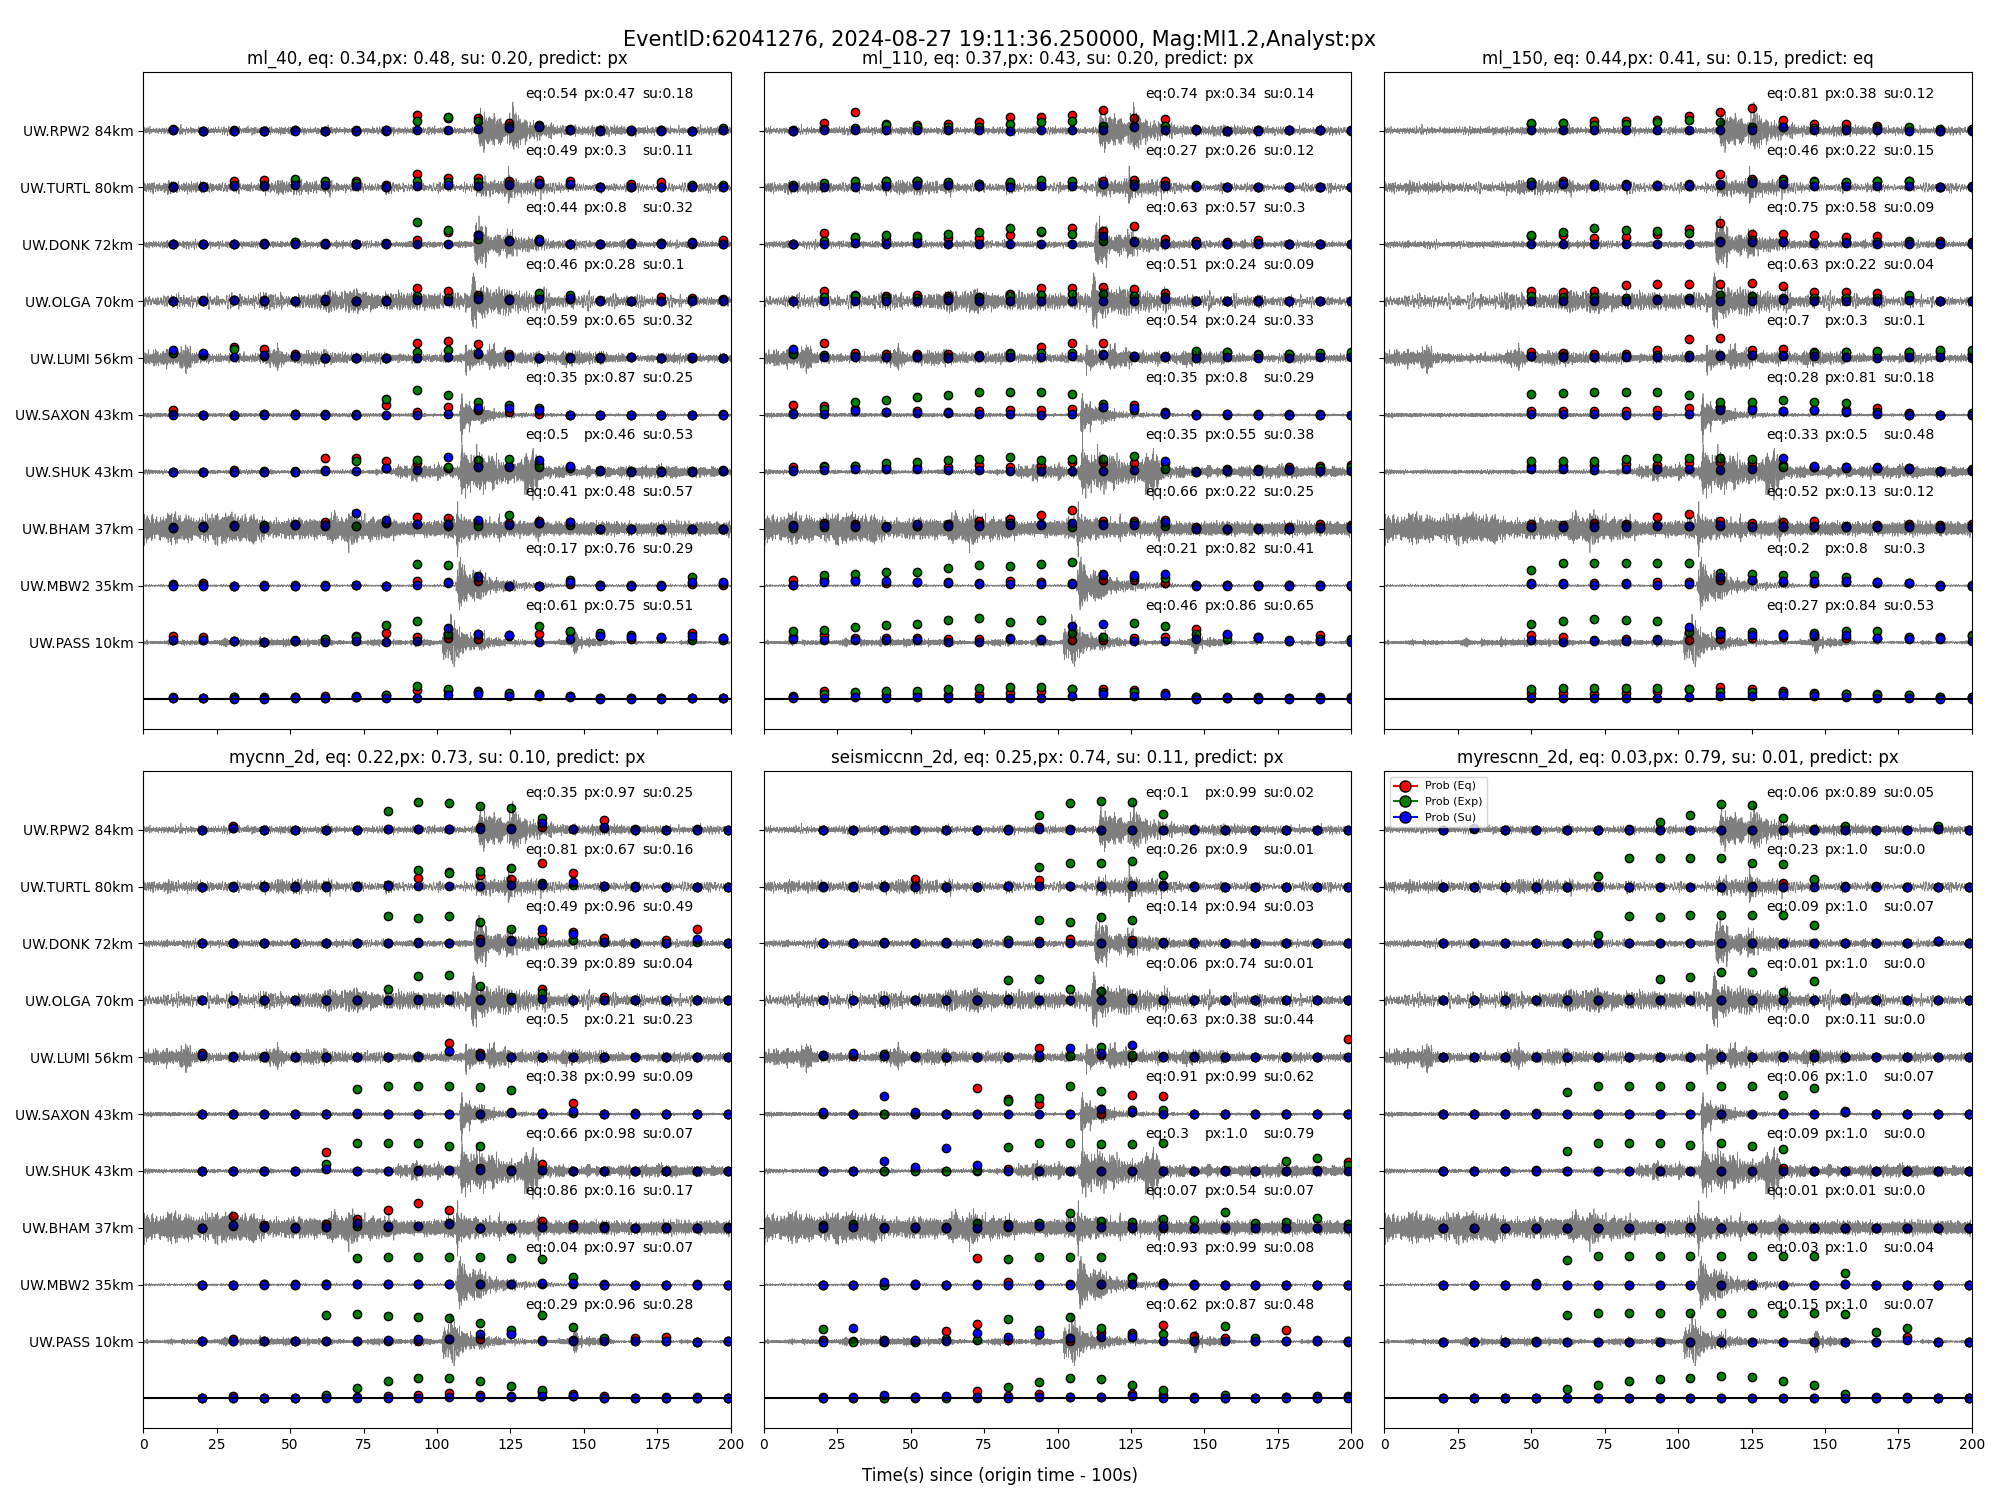 EventID:62041276, 2024-08-27 19:11:36.250000, Mag:Ml1.2,Analyst:px
ml_40, eq: 0.34,px: 0.48, su: 0.20, predict: px
UW.RPW2 84km
eq:0.54 px:0.47 su:0.18
UW.TURTL 80km
eq:0.49 px:0.3 su:0.11
UW.DONK 72km
eq:0.44 px:0.8 su:0.32
UW.OLGA 70km
eq:0.46 px:0.28 su:0.1
UW.LUMI 56km
eq:0.59 px:0.65 su:0.32
UW.SAXON 43km
eq:0.35 px:0.87 su:0.25
UW.SHUK 43km
eq:0.5 px:0.46 su:0.53
UW.BHAM 37km
eq:0.41 px:0.48 su:0.57
UW.MBW2 35km
eq:0.17 px:0.76 su:0.29
UW.PASS 10km
eq:0.61 px:0.75 su:0.51
ml_110, eq: 0.37,px: 0.43, su: 0.20, predict: px
eq:0.74 px:0.34 su:0.14
eq:0.27 px:0.26 su:0.12
eq:0.63 px:0.57 su:0.3
eq:0.51 px:0.24 su:0.09
eq:0.54 px:0.24 su:0.33
eq:0.35 px:0.8 su:0.29
eq:0.35 px:0.55 su:0.38
eq:0.66 px:0.22 su:0.25
eq:0.21 px:0.82 su:0.41
eq:0.46 px:0.86 su:0.65
ml_150, eq: 0.44,px: 0.41, su: 0.15, predict: eq
eq:0.81 px:0.38 su:0.12
eq:0.46 px:0.22 su:0.15
eq:0.75 px:0.58 su:0.09
eq:0.63 px:0.22 su:0.04
eq:0.7 px:0.3 su:0.1
eq:0.28 px:0.81 su:0.18
eq:0.33 px:0.5 su:0.48
eq:0.52 px:0.13 su:0.12
eq:0.2 px:0.8 su:0.3
eq:0.27 px:0.84 su:0.53
mycnn_2d, eq: 0.22,px: 0.73, su: 0.10, predict: px
UW.RPW2 84km
eq:0.35 px:0.97 su:0.25
UW.TURTL 80km
eq:0.81 px:0.67 su:0.16
UW.DONK 72km
eq:0.49 px:0.96 su:0.49
UW.OLGA 70km
eq:0.39 px:0.89 su:0.04
UW.LUMI 56km
eq:0.5 px:0.21 su:0.23
UW.SAXON 43km
eq:0.38 px:0.99 su:0.09
UW.SHUK 43km
eq:0.66 px:0.98 su:0.07
UW.BHAM 37km
eq:0.86 px:0.16 su:0.17
UW.MBW2 35km
eq:0.04 px:0.97 su:0.07
UW.PASS 10km
eq:0.29 px:0.96 su:0.28
0 25 50 75 100 125 150 175 200
seismiccnn_2d, eq: 0.25,px: 0.74, su: 0.11, predict: px
eq:0.1 px:0.99 su:0.02
eq:0.26 px:0.9 su:0.01
eq:0.14 px:0.94 su:0.03
eq:0.06 px:0.74 su:0.01
eq:0.63 px:0.38 su:0.44
eq:0.91 px:0.99 su:0.62
eq:0.3 px:1.0 su:0.79
eq:0.07 px:0.54 su:0.07
eq:0.93 px:0.99 su:0.08
eq:0.62 px:0.87 su:0.48
0 25 50 75 100 125 150 175 200
myrescnn_2d, eq: 0.03,px: 0.79, su: 0.01, predict: px
Prob (Eq)
Prob (Exp)
Prob (Su)
eq:0.06 px:0.89 su:0.05
eq:0.23 px:1.0 su:0.0
eq:0.09 px:1.0 su:0.07
eq:0.01 px:1.0 su:0.0
eq:0.0 px:0.11 su:0.0
eq:0.06 px:1.0 su:0.07
eq:0.09 px:1.0 su:0.0
eq:0.01 px:0.01 su:0.0
eq:0.03 px:1.0 su:0.04
eq:0.15 px:1.0 su:0.07
0 25 50 75 100 125 150 175 200
Time(s) since (origin time - 100s)